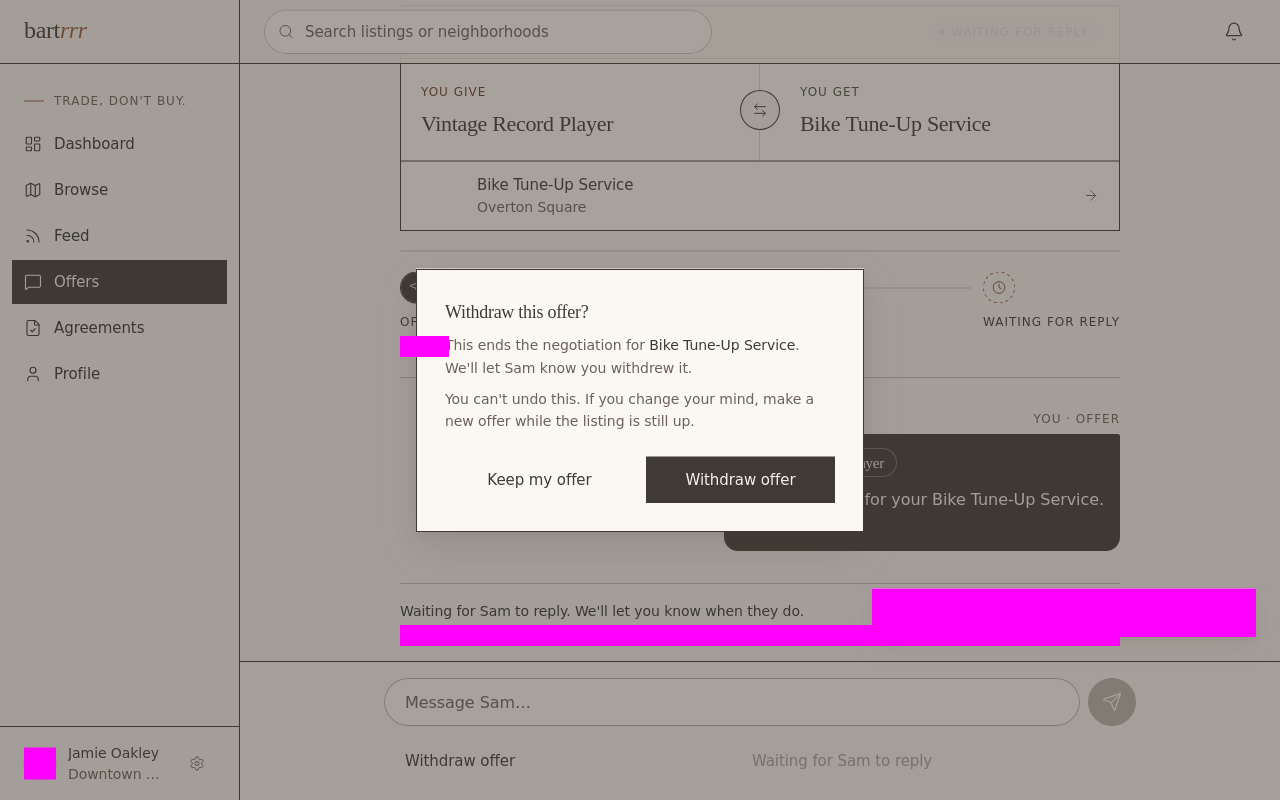 bartrrr
Search listings or neighborhoods
WAITING FOR REPLY
TRADE, DON'T BUY.
Dashboard
Browse
Feed
Offers
Agreements
Profile
Jamie Oakley
Downtown ...
YOU GIVE
Vintage Record Player
YOU GET
Bike Tune-Up Service
Bike Tune-Up Service
Overton Square
OF
WAITING FOR REPLY
Withdraw this offer?
This ends the negotiation for Bike Tune-Up Service.
We'll let Sam know you withdrew it.
You can't undo this. If you change your mind, make a
new offer while the listing is still up.
Keep my offer
Withdraw offer
YOU · OFFER
ayer
for your Bike Tune-Up Service.
Waiting for Sam to reply. We'll let you know when they do.
Message Sam...
Withdraw offer
Waiting for Sam to reply